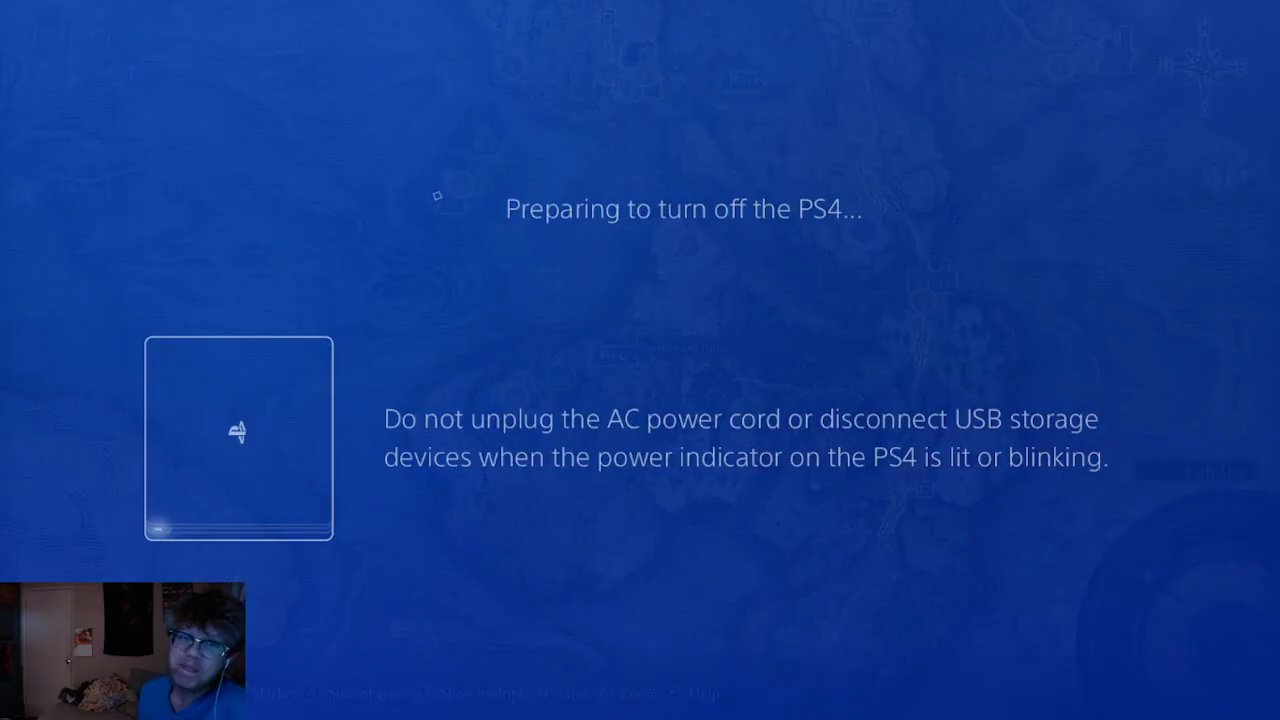 Preparing to turn off the PS4...
Do not unplug the AC power cord or disconnect USB storage
devices when the power indicator on the PS4 is lit or blinking.
Help